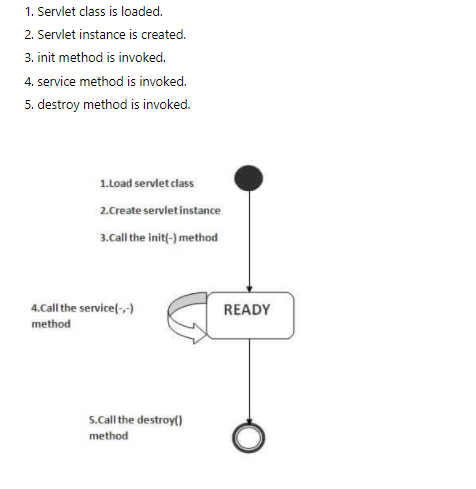 1. Servlet class is loaded.
2. Servlet instance is created.
3. init method is invoked.
4. service method is invoked.
5. destroy method is invoked.
1.Load servlet class
2.Create servlet instance
3.Call the init(-) method
4.Call the service(-,-)
method
READY
5.Call the destroy()
method